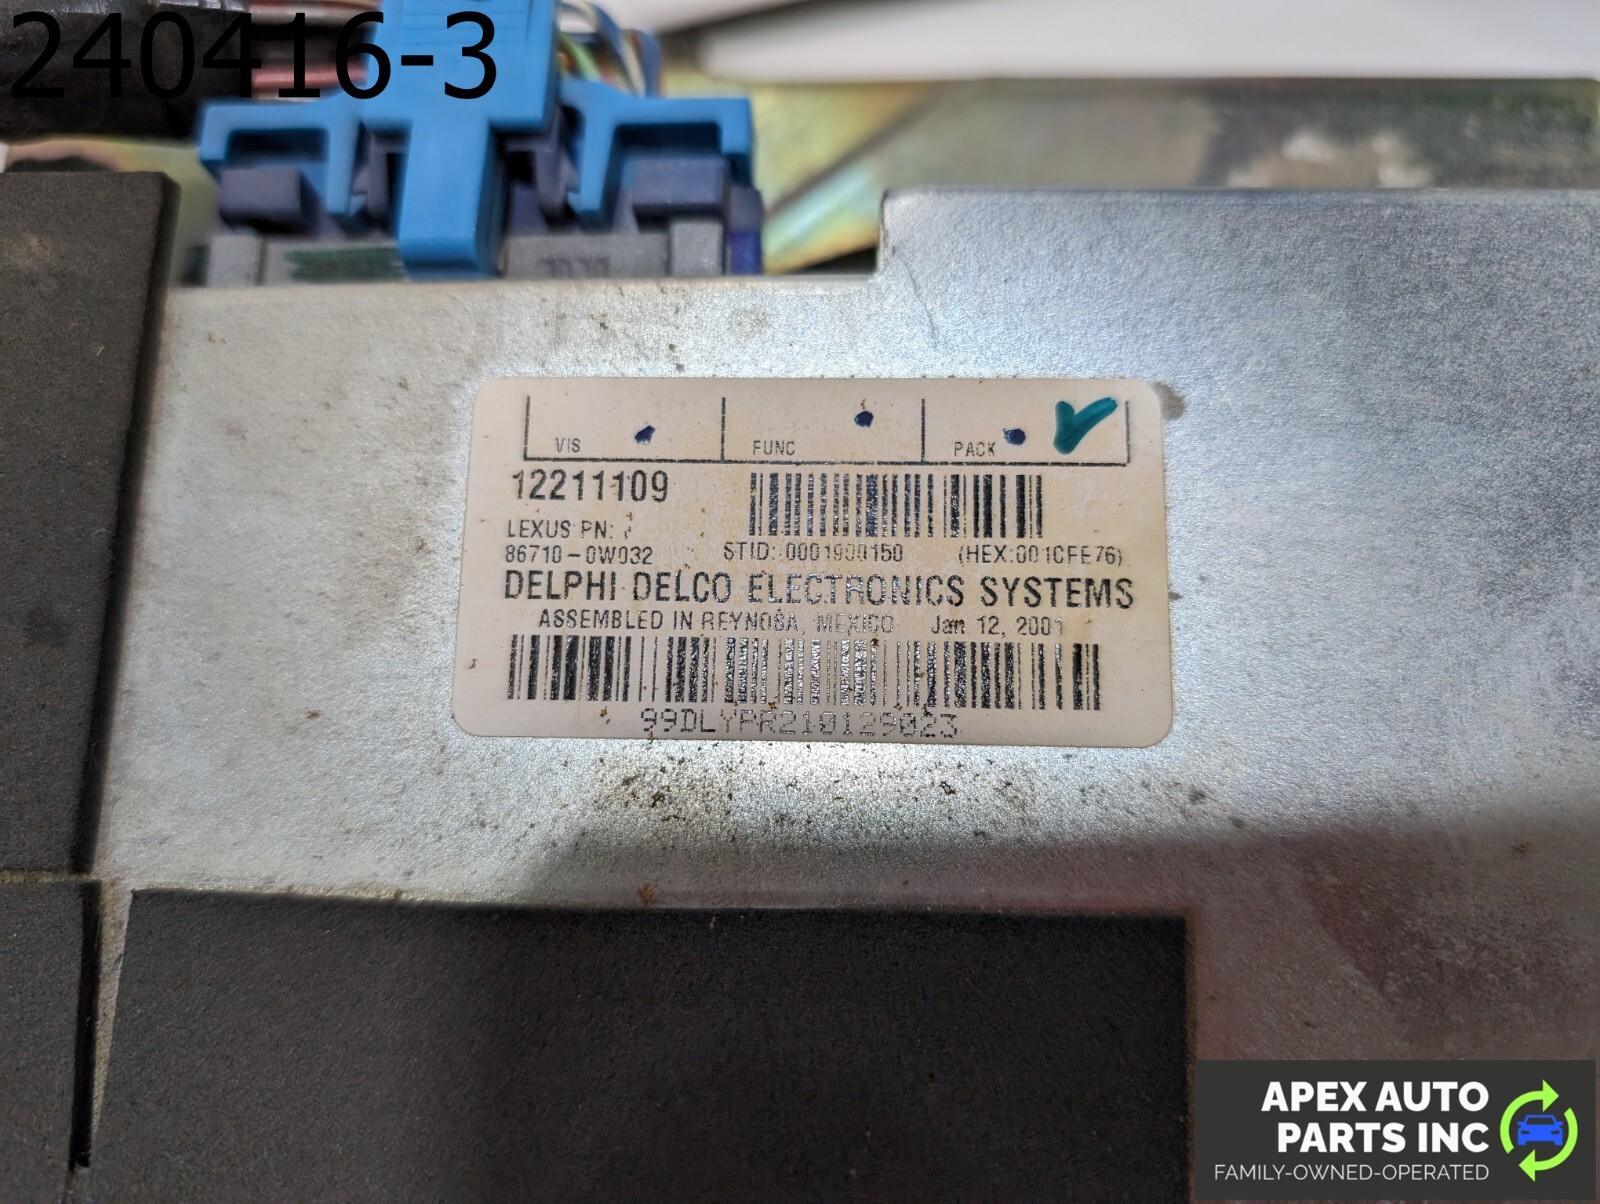 240416-3
VIS FUNC PACK
12211109
LEXUS PN:
86710-0W032 STID: 0001900150 (HEX:001CFE76)
DELPHI DELCO ELECTRONICS SYSTEMS
ASSEMBLED IN REYNOSA, MEXICO Jan 12, 2001
99DLYPR210129023
APEX AUTO
PARTS INC
FAMILY-OWNED-OPERATED